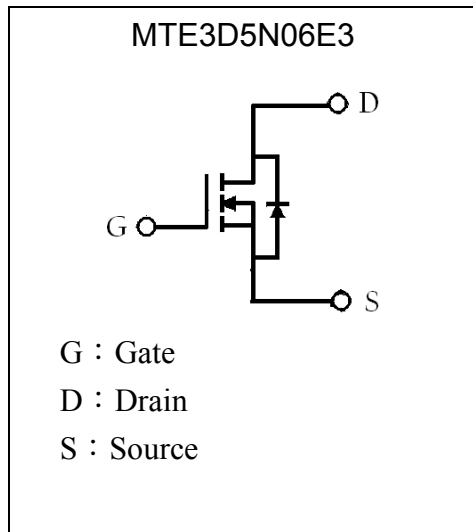 MTE3D5N06E3
D
G
S
G：Gate
D：Drain
S：Source